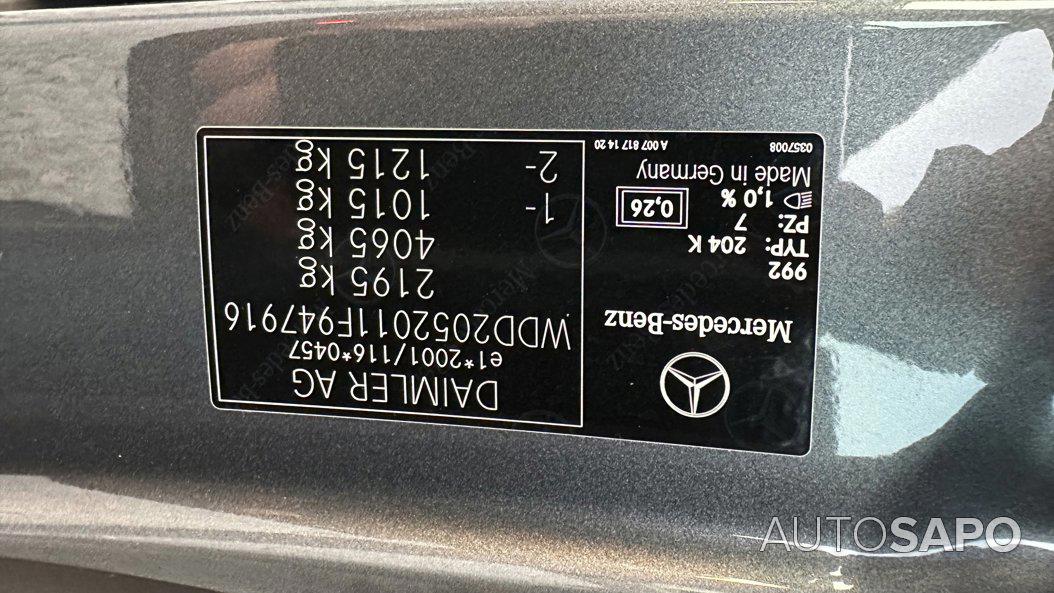 DAIMLER AG
e1*2001/116*0457
WDD2052011F947916
2195 kg
4065 kg
1- 1015 kg
2- 1215 kg
Mercedes-Benz
992
TYP: 204 K
PZ: 7
1,0 %
0,26
Made in Germany
A 007 817 14 20
0357008
AUTOSAPO